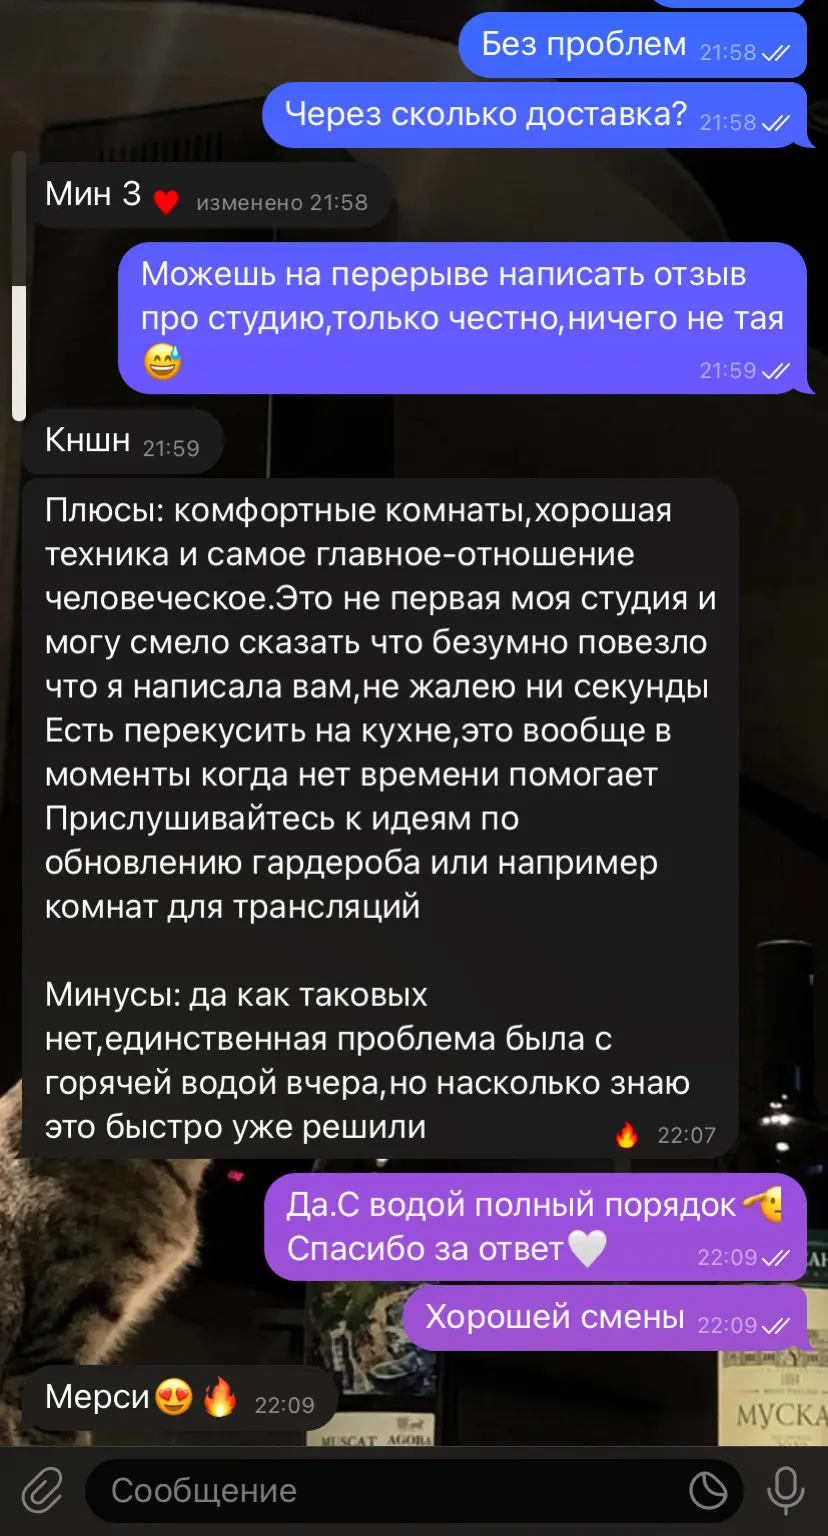 Без проблем 21:58
Через сколько доставка? 21:58
Мин 3 изменено 21:58
Можешь на перерыве написать отзыв
про студию,только честно,ничего не тая
21:59
Кншн 21:59
Плюсы: комфортные комнаты,хорошая
техника и самое главное-отношение
человеческое.Это не первая моя студия и
могу смело сказать что безумно повезло
что я написала вам,не жалею ни секунды
Есть перекусить на кухне,это вообще в
моменты когда нет времени помогает
Прислушивайтесь к идеям по
обновлению гардероба или например
комнат для трансляций
Минусы: да как таковых
нет,единственная проблема была с
горячей водой вчера,но насколько знаю
это быстро уже решили 22:07
Да.С водой полный порядок
Спасибо за ответ 22:09
Хорошей смены 22:09
Мерси 22:09
MUSCAT AGORA
МУСКА
Сообщение